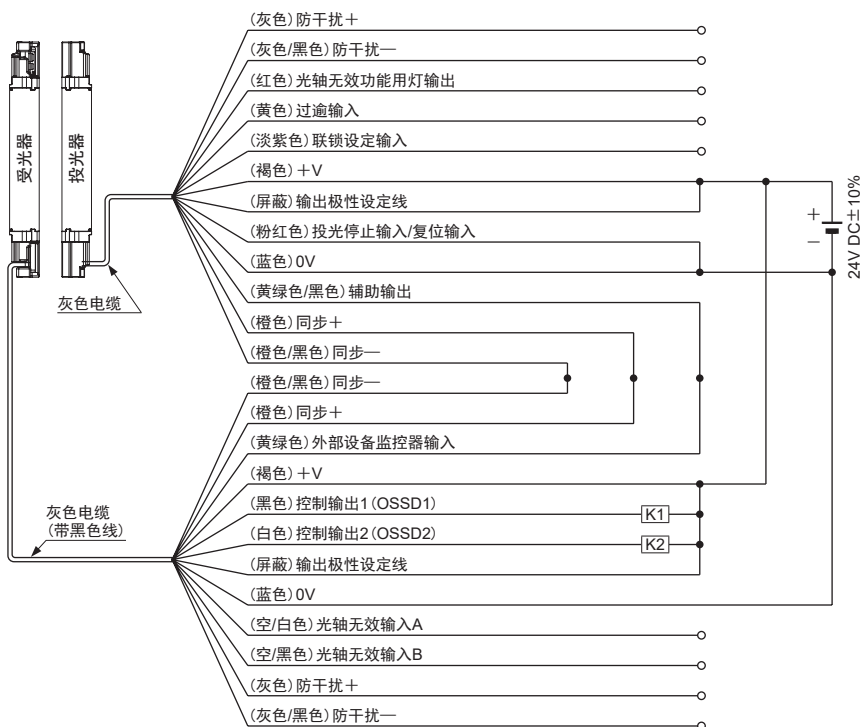 (灰色)防干扰＋
(灰色/黑色)防干扰—
(红色)光轴无效功能用灯输出
(黄色)过逾输入
(淡紫色)联锁设定输入
(褐色)＋V
(屏蔽)输出极性设定线
(粉红色)投光停止输入/复位输入
(蓝色)0V
(黄绿色/黑色)辅助输出
(橙色)同步＋
(橙色/黑色)同步—
(橙色/黑色)同步—
(橙色)同步＋
(黄绿色)外部设备监控器输入
(褐色)＋V
(黑色)控制输出1(OSSD1)
(白色)控制输出2(OSSD2)
(屏蔽)输出极性设定线
(蓝色)0V
(空/白色)光轴无效输入A
(空/黑色)光轴无效输入B
(灰色)防干扰＋
(灰色/黑色)防干扰—
受光器
投光器
灰色电缆
灰色电缆
(带黑色线)
K1
K2
＋
－
24V DC±10%